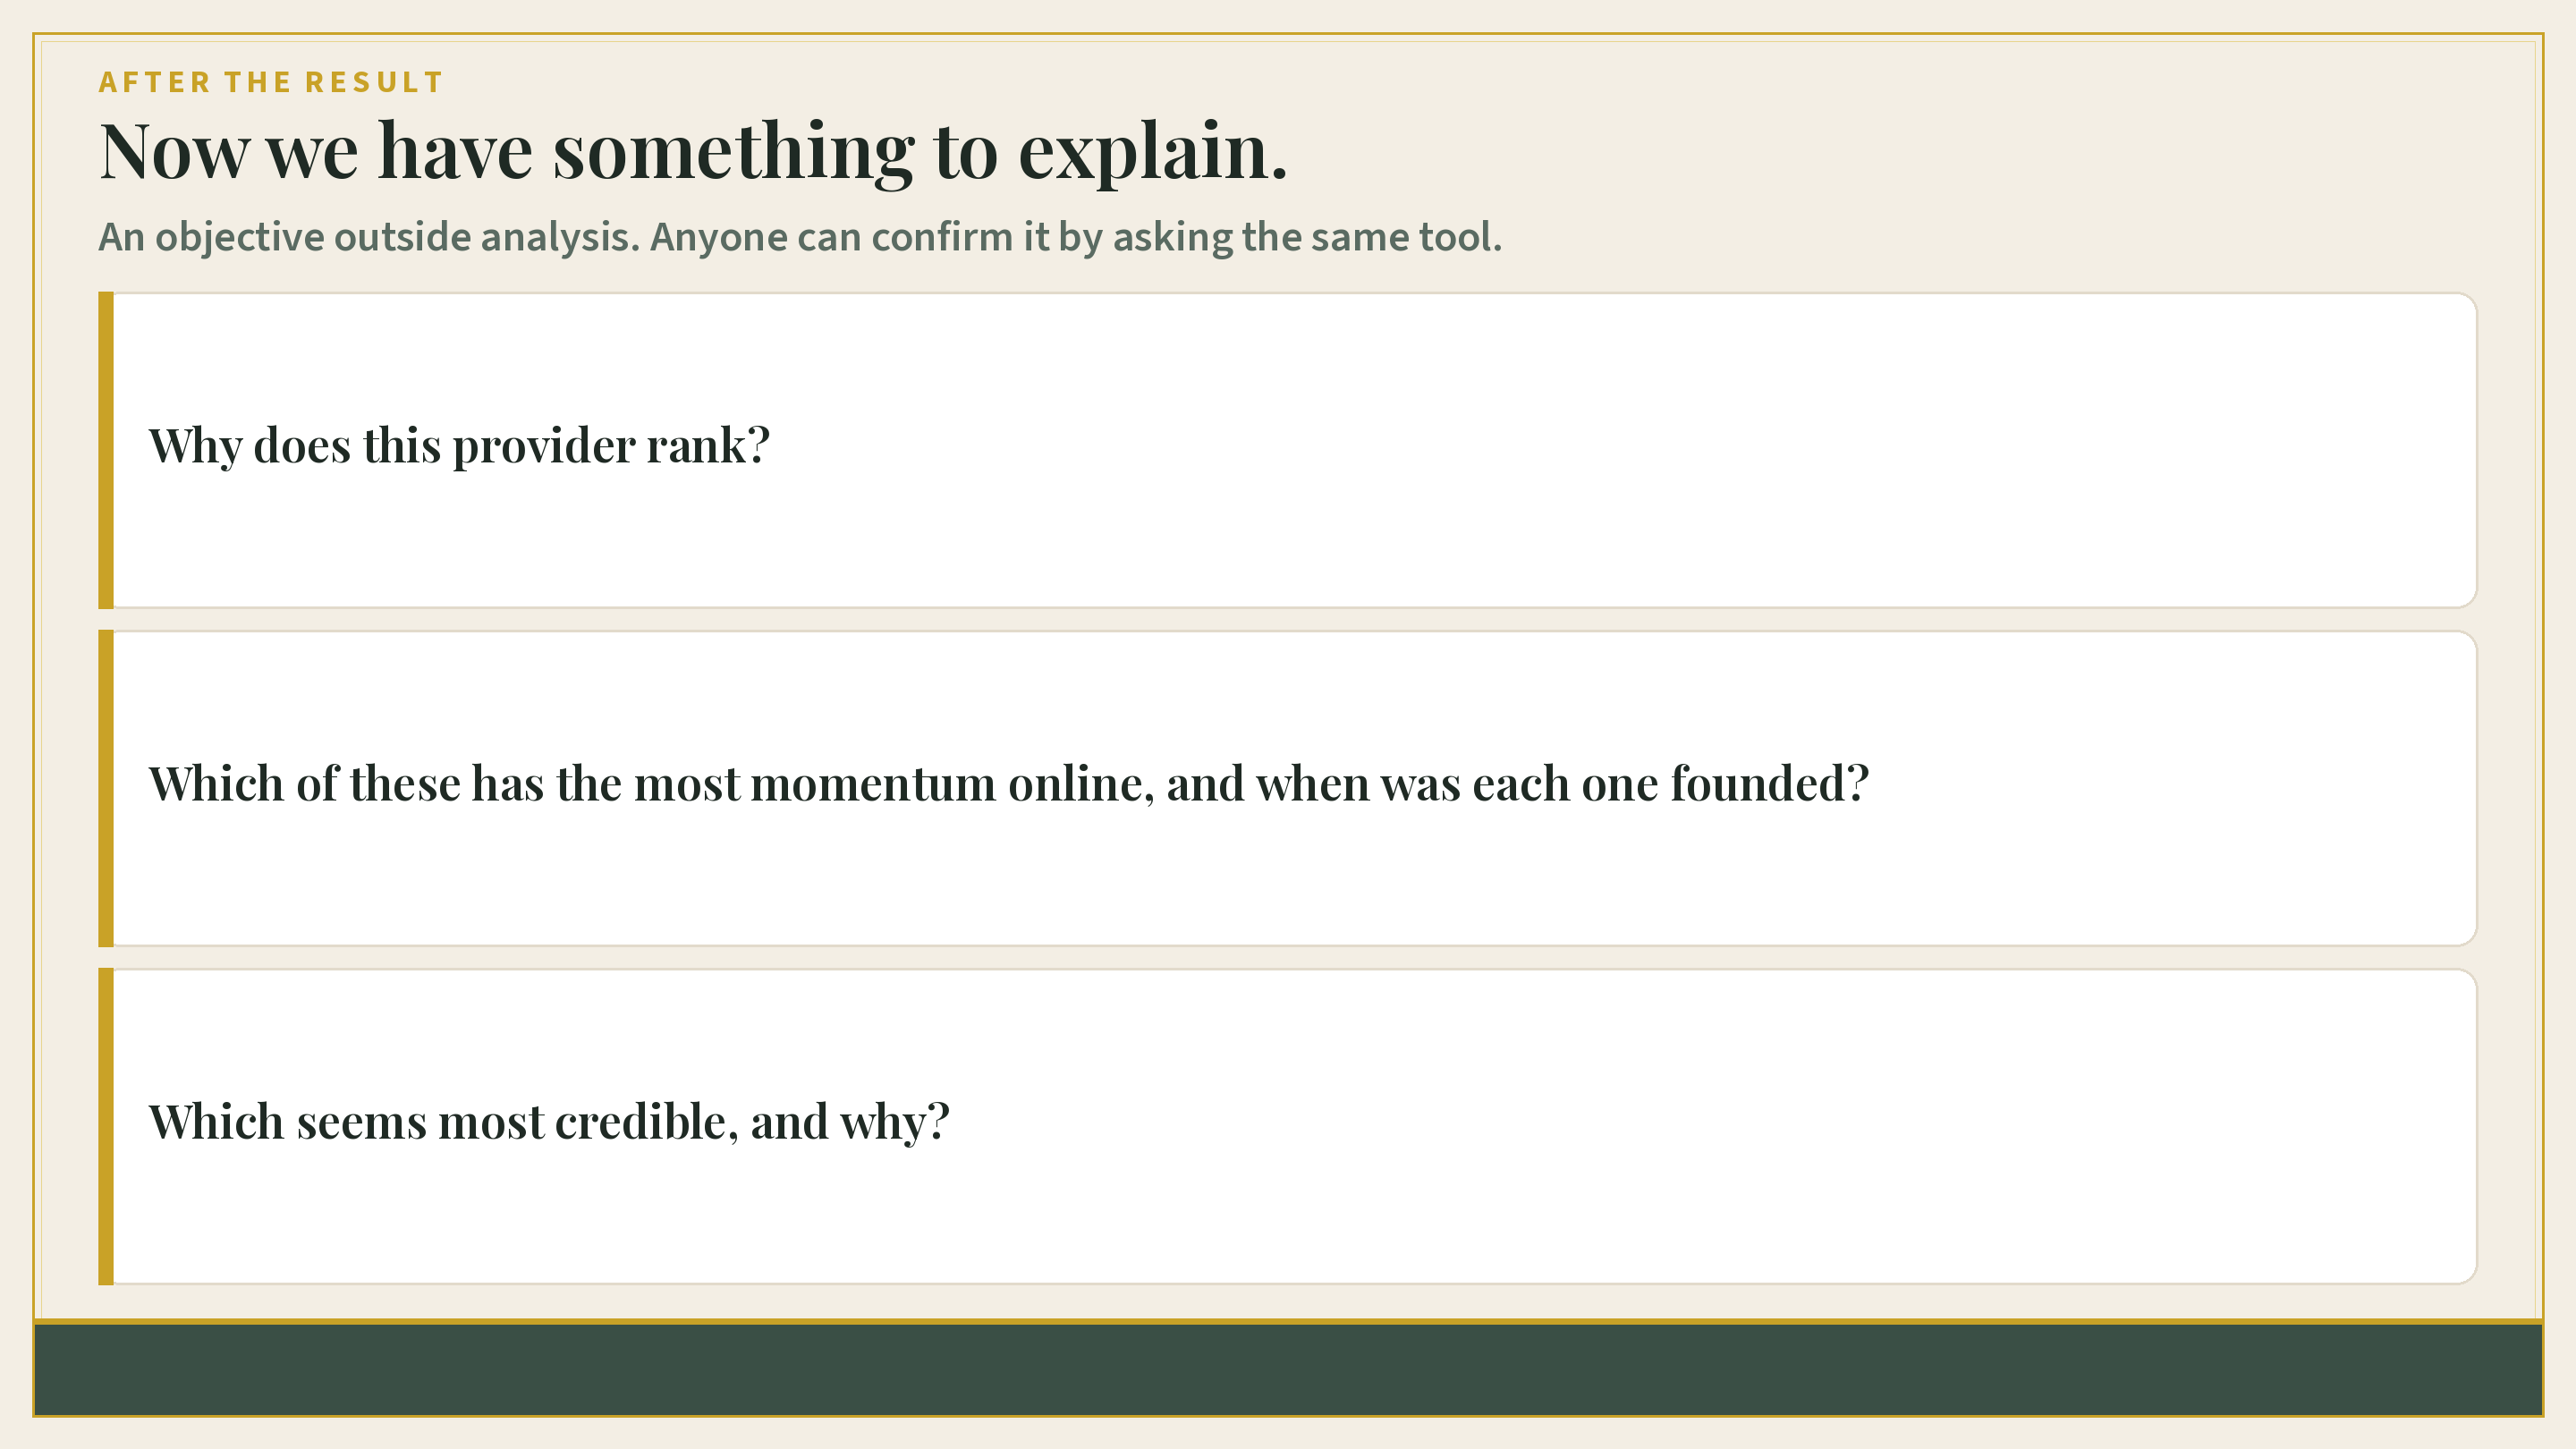 AFTER THE RESULT
Now we have something to explain.
An objective outside analysis. Anyone can confirm it by asking the same tool.
Why does this provider rank?
Which of these has the most momentum online, and when was each one founded?
Which seems most credible, and why?